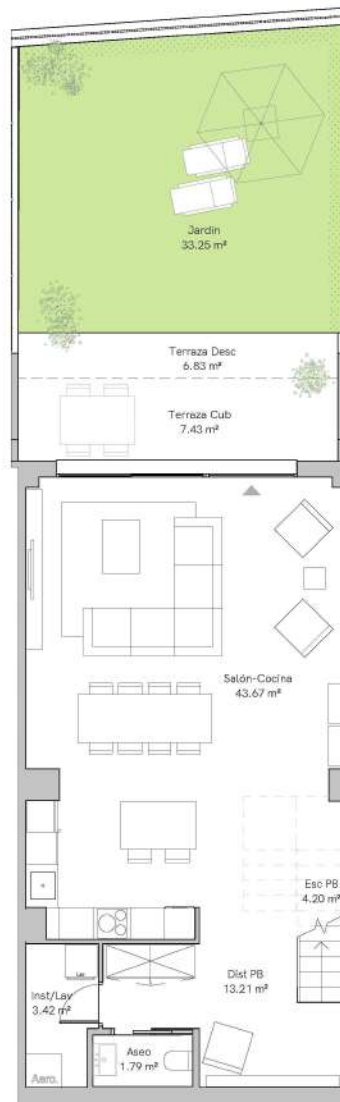 Jardín
33.25 m²
Terraza Desc
6.83 m²
Terraza Cub
7.43 m²
Salón-Cocina
43.67 m²
Esc PB
4.20 m²
Lav
Dist PB
13.21 m²
Inst/Lav
3.42 m²
Aseo
1.79 m²
Aero.